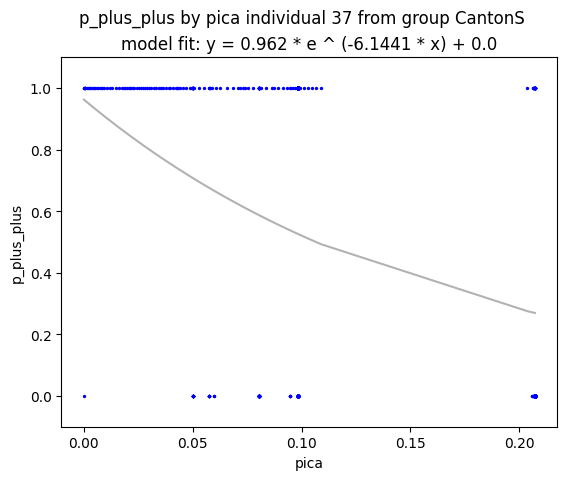 p_plus_plus by pica individual 37 from group CantonS
model fit: y = 0.962 * e ^ (-6.1441 * x) + 0.0
1.0
0.8
0.6
0.4
0.2
0.0
p_plus_plus
0.00 0.05 0.10 0.15 0.20
pica